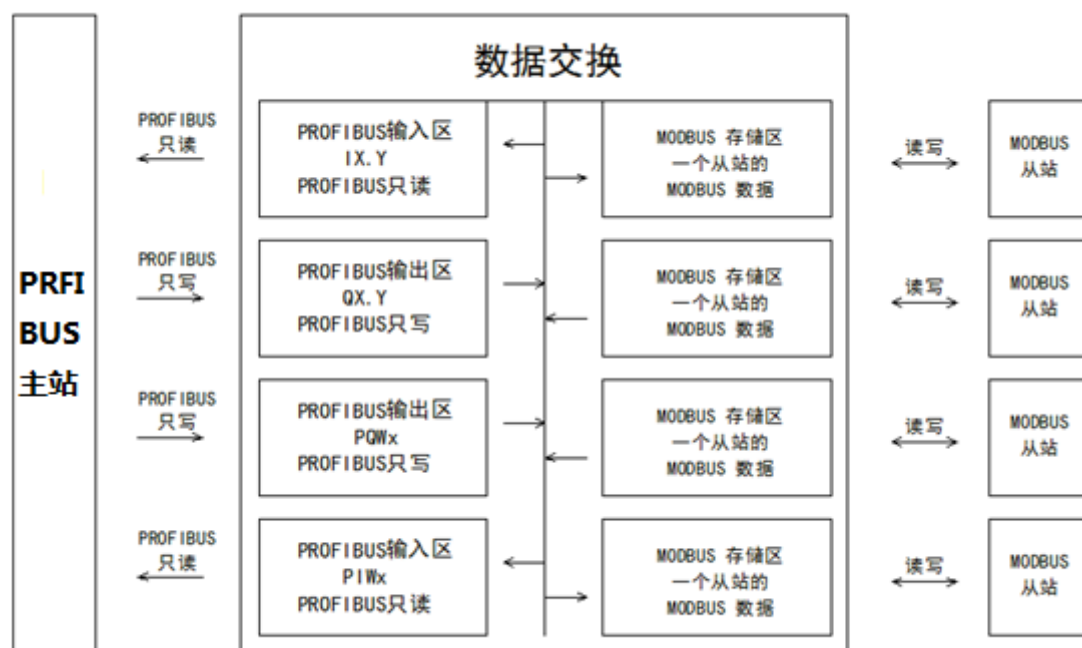 数据交换
PRFI
BUS
主站
PROFIBUS
只读
PROFIBUS输入区
IX.Y
PROFIBUS只读
MODBUS 存储区
一个从站的
MODBUS 数据
读写
MODBUS
从站
PROFIBUS
只写
PROFIBUS输出区
QX.Y
PROFIBUS只写
MODBUS 存储区
一个从站的
MODBUS 数据
读写
MODBUS
从站
PROFIBUS
只写
PROFIBUS输出区
PQWx
PROFIBUS只写
MODBUS 存储区
一个从站的
MODBUS 数据
读写
MODBUS
从站
PROFIBUS
只读
PROFIBUS输入区
PIWx
PROFIBUS只读
MODBUS 存储区
一个从站的
MODBUS 数据
读写
MODBUS
从站